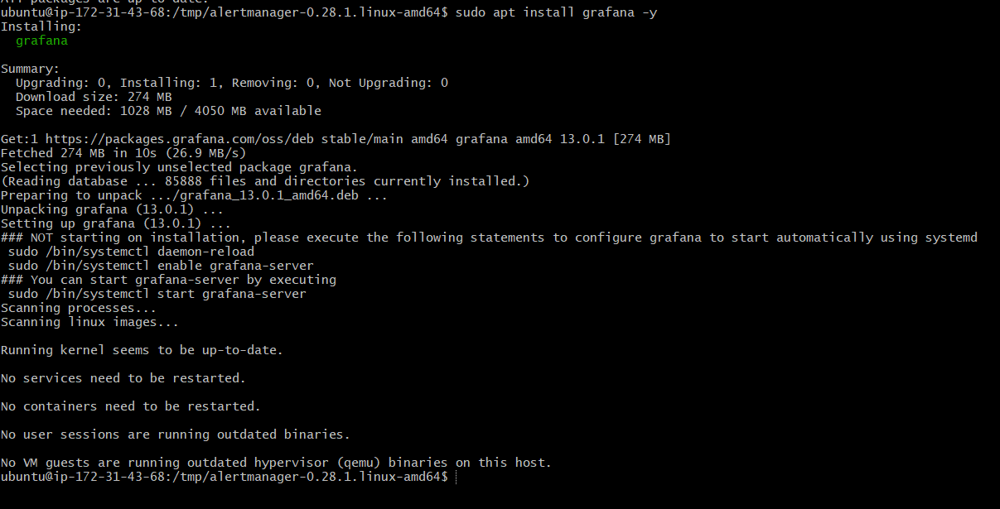 All packages are up to date.
ubuntu@ip-172-31-43-68:/tmp/alertmanager-0.28.1.linux-amd64$ sudo apt install grafana -y
Installing:
  grafana

Summary:
  Upgrading: 0, Installing: 1, Removing: 0, Not Upgrading: 0
  Download size: 274 MB
  Space needed: 1028 MB / 4050 MB available

Get:1 https://packages.grafana.com/oss/deb stable/main amd64 grafana amd64 13.0.1 [274 MB]
Fetched 274 MB in 10s (26.9 MB/s)
Selecting previously unselected package grafana.
(Reading database ... 85888 files and directories currently installed.)
Preparing to unpack .../grafana_13.0.1_amd64.deb ...
Unpacking grafana (13.0.1) ...
Setting up grafana (13.0.1) ...
### NOT starting on installation, please execute the following statements to configure grafana to start automatically using systemd
 sudo /bin/systemctl daemon-reload
 sudo /bin/systemctl enable grafana-server
### You can start grafana-server by executing
 sudo /bin/systemctl start grafana-server
Scanning processes...
Scanning linux images...

Running kernel seems to be up-to-date.

No services need to be restarted.

No containers need to be restarted.

No user sessions are running outdated binaries.

No VM guests are running outdated hypervisor (qemu) binaries on this host.
ubuntu@ip-172-31-43-68:/tmp/alertmanager-0.28.1.linux-amd64$